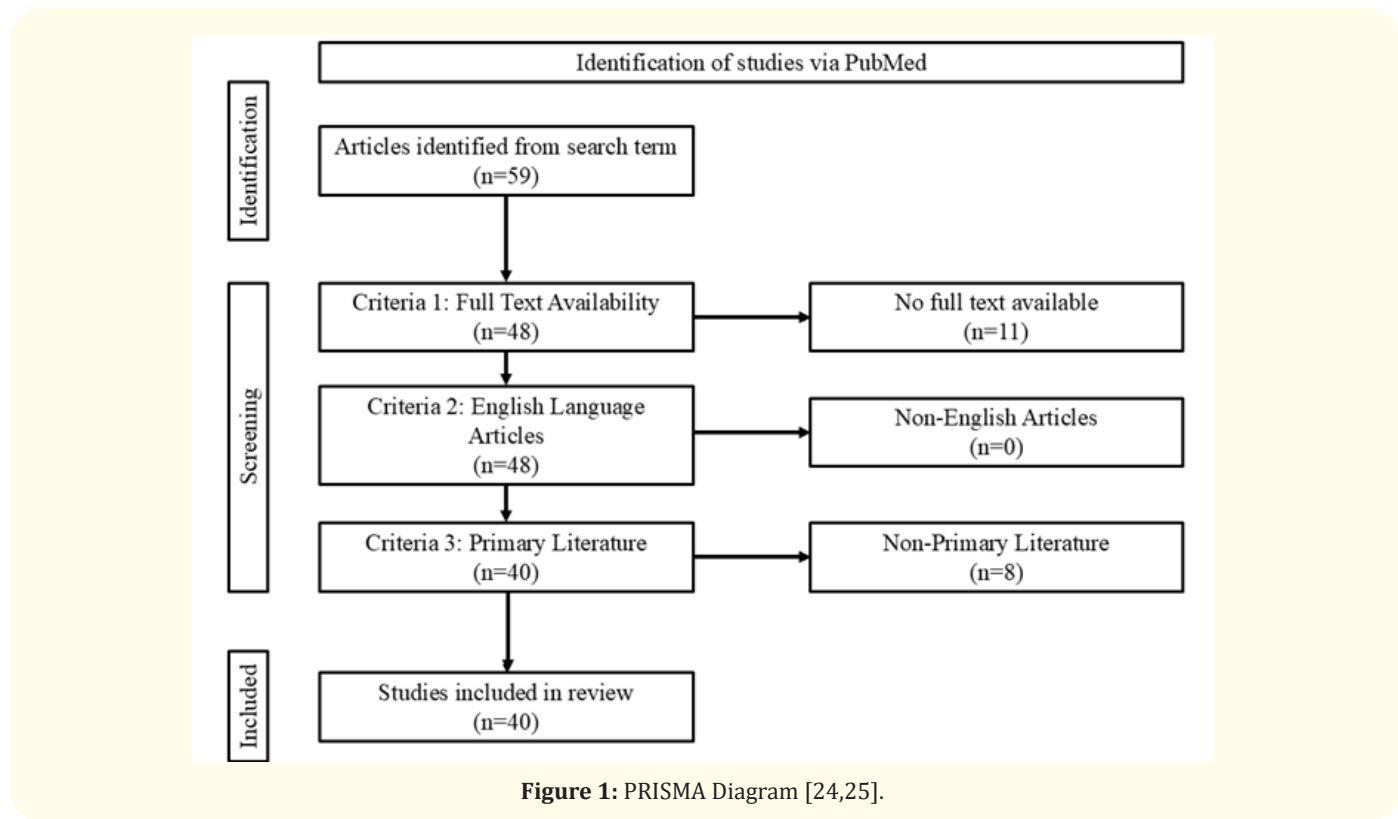 Identification of studies via PubMed
Identification
Articles identified from search term
(n=59)
Screening
Criteria 1: Full Text Availability
(n=48)
No full text available
(n=11)
Criteria 2: English Language
Articles
(n=48)
Non-English Articles
(n=0)
Criteria 3: Primary Literature
(n=40)
Non-Primary Literature
(n=8)
Included
Studies included in review
(n=40)
Figure 1: PRISMA Diagram [24,25].